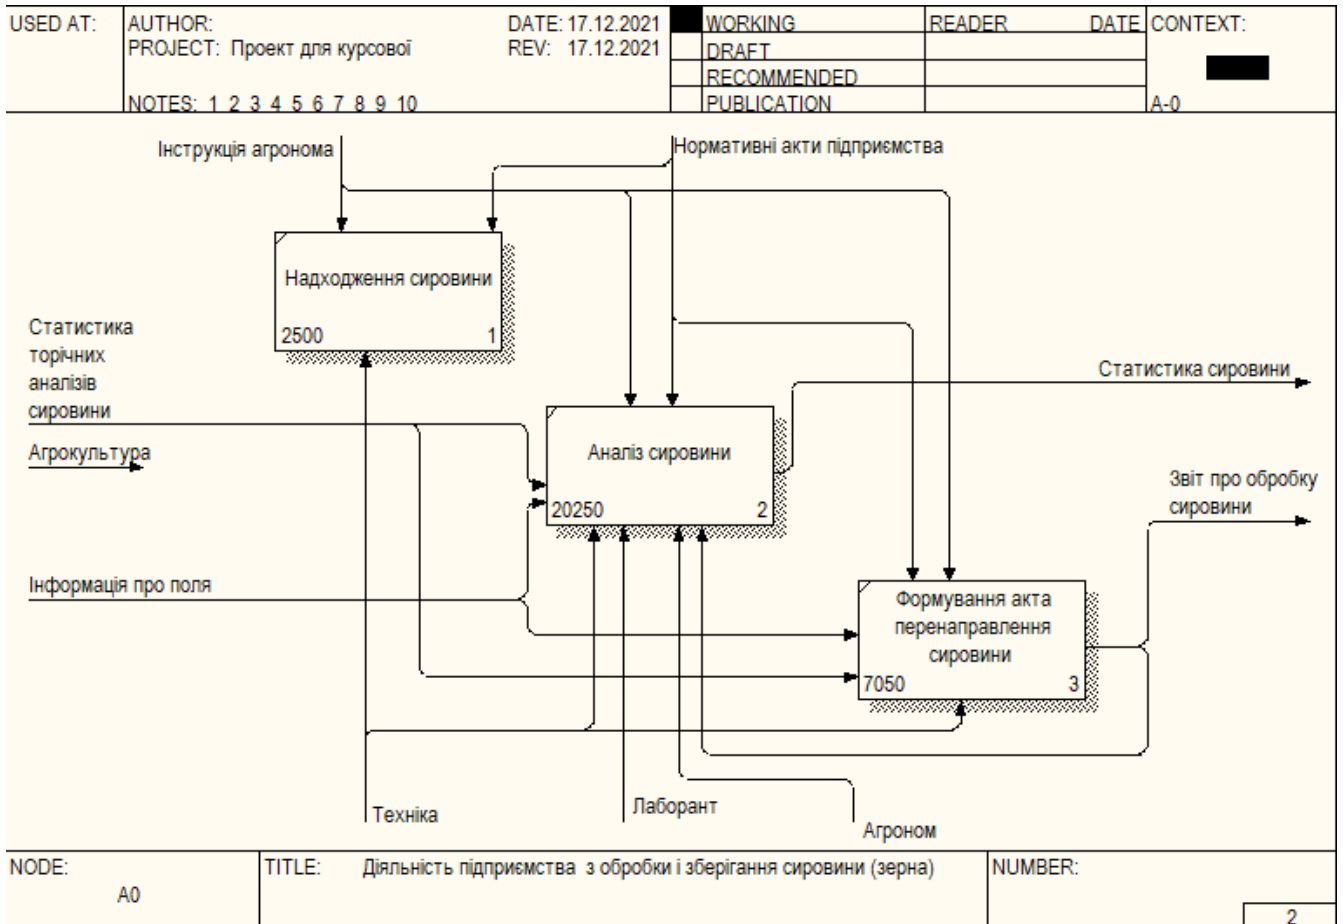 USED AT:
AUTHOR:
DATE: 17.12.2021
PROJECT: Проект для курсової
REV: 17.12.2021
NOTES: 1 2 3 4 5 6 7 8 9 10
WORKING
DRAFT
RECOMMENDED
PUBLICATION
READER
DATE
CONTEXT:
A-0
Інструкція агронома
Нормативні акти підприємства
Надходження сировини
2500
1
Статистика
торічних
аналізів
сировини
Агрокультура
Статистика сировини
Аналіз сировини
20250
2
Звіт про обробку
сировини
Інформація про поля
Формування акта
перенаправлення
сировини
7050
3
Техніка
Лаборант
Агроном
NODE:
A0
TITLE:
Діяльність підприємства з обробки і зберігання сировини (зерна)
NUMBER:
2